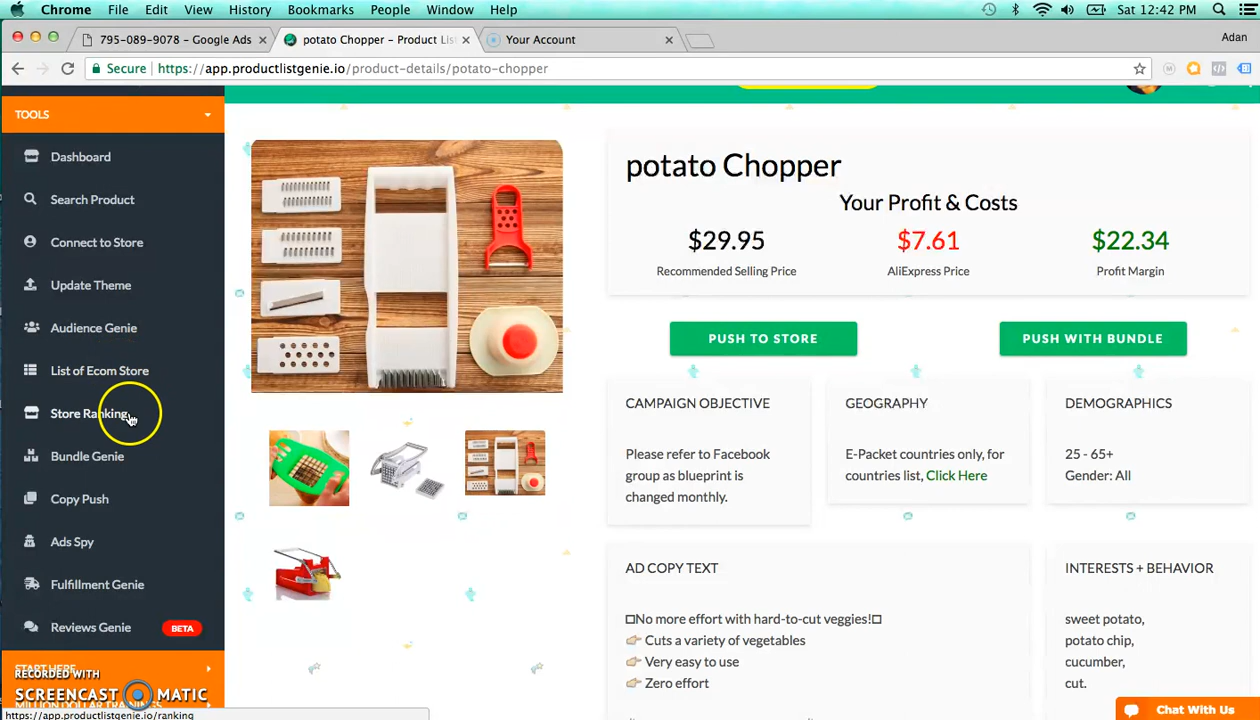 Chrome File Edit View History Bookmarks People Window Help Sat 12:42 PM
795-089-9078 - Google Ads potato Chopper - Product Lis Your Account Adan
Secure https://app.productlistgenie.io/product-details/potato-chopper
TOOLS
Dashboard
Search Product
Connect to Store
Update Theme
Audience Genie
List of Ecom Store
Store Ranking
Bundle Genie
Copy Push
Ads Spy
Fulfillment Genie
Reviews Genie BETA
START HERE
RECORDED WITH
SCREENCAST MATIC
MILLION DOLLAR TRAININGS
https://app.productlistgenie.io/ranking
potato Chopper
Your Profit & Costs
$29.95 $7.61 $22.34
Recommended Selling Price AliExpress Price Profit Margin
PUSH TO STORE PUSH WITH BUNDLE
CAMPAIGN OBJECTIVE
Please refer to Facebook
group as blueprint is
changed monthly.
GEOGRAPHY
E-Packet countries only, for
countries list, Click Here
DEMOGRAPHICS
25 - 65+
Gender: All
AD COPY TEXT
No more effort with hard-to-cut veggies!
👉🏼 Cuts a variety of vegetables
👉🏼 Very easy to use
👉🏼 Zero effort
INTERESTS + BEHAVIOR
sweet potato,
potato chip,
cucumber,
cut.
Chat With Us